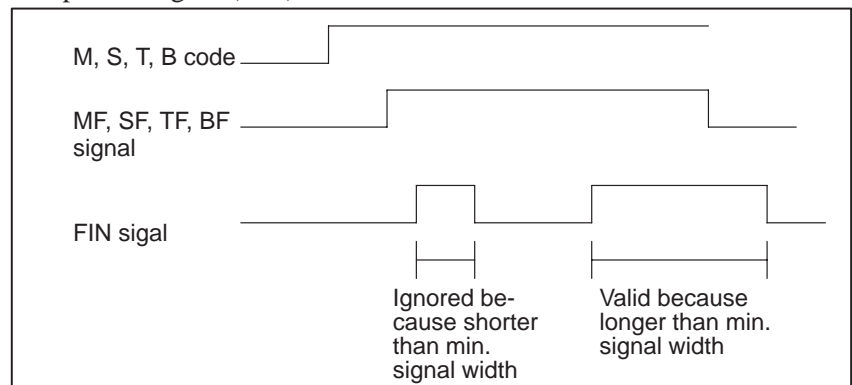 M, S, T, B code
MF, SF, TF, BF
signal
FIN sigal
Ignored be-
cause shorter
than min.
signal width
Valid because
longer than min.
signal width